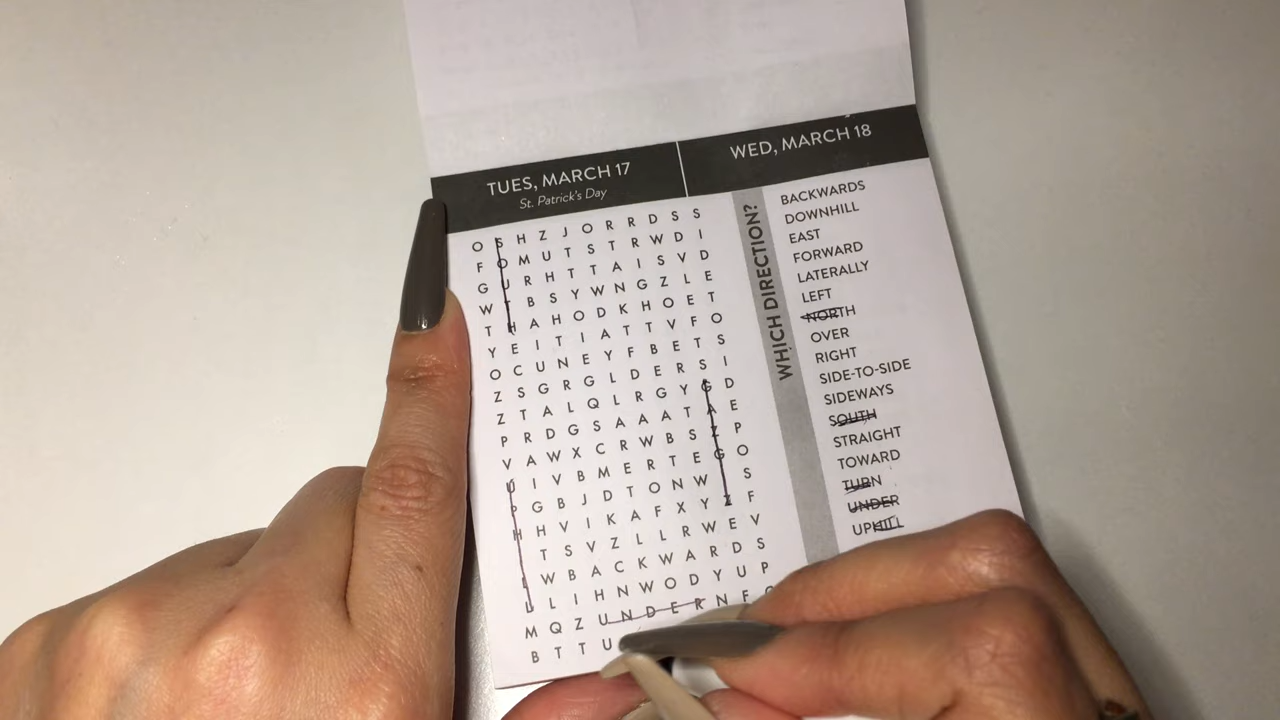 TUES, MARCH 17
St. Patrick's Day
WED, MARCH 18
O S H Z J O R R D S S
F O M U T S T R W D I
G U R H T T A I S V D
W T B S Y W N G Z L E
T H A H O D K H O E T
Y E I T I A T T V F O
O C U N E Y F B E T S
Z S G R G L D E R S I
Z T A L Q L R G Y G D
P R D G S A A A T A E
V A W X C R W B S Z P
U I V B M E R T E G O
P G B J D T O N W S
H H V I K A F X Y Z F
T S V Z L L R W E V
L W B A C K W A R D S
L L I H N W O D Y U P
M Q Z U N D E R N F
B T T U
WHICH DIRECTION?
BACKWARDS
DOWNHILL
EAST
FORWARD
LATERALLY
LEFT
NORTH
OVER
RIGHT
SIDE-TO-SIDE
SIDEWAYS
SOUTH
STRAIGHT
TOWARD
TURN
UNDER
UPHILL